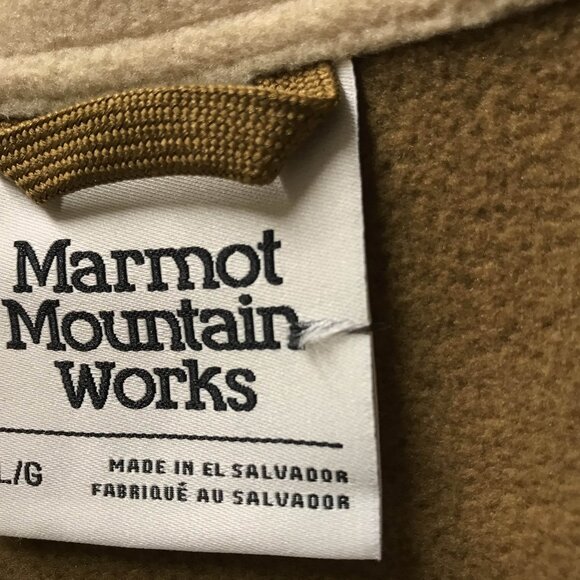 Marmot
Mountain
Works
L/G
MADE IN EL SALVADOR
FABRIQUÉ AU SALVADOR